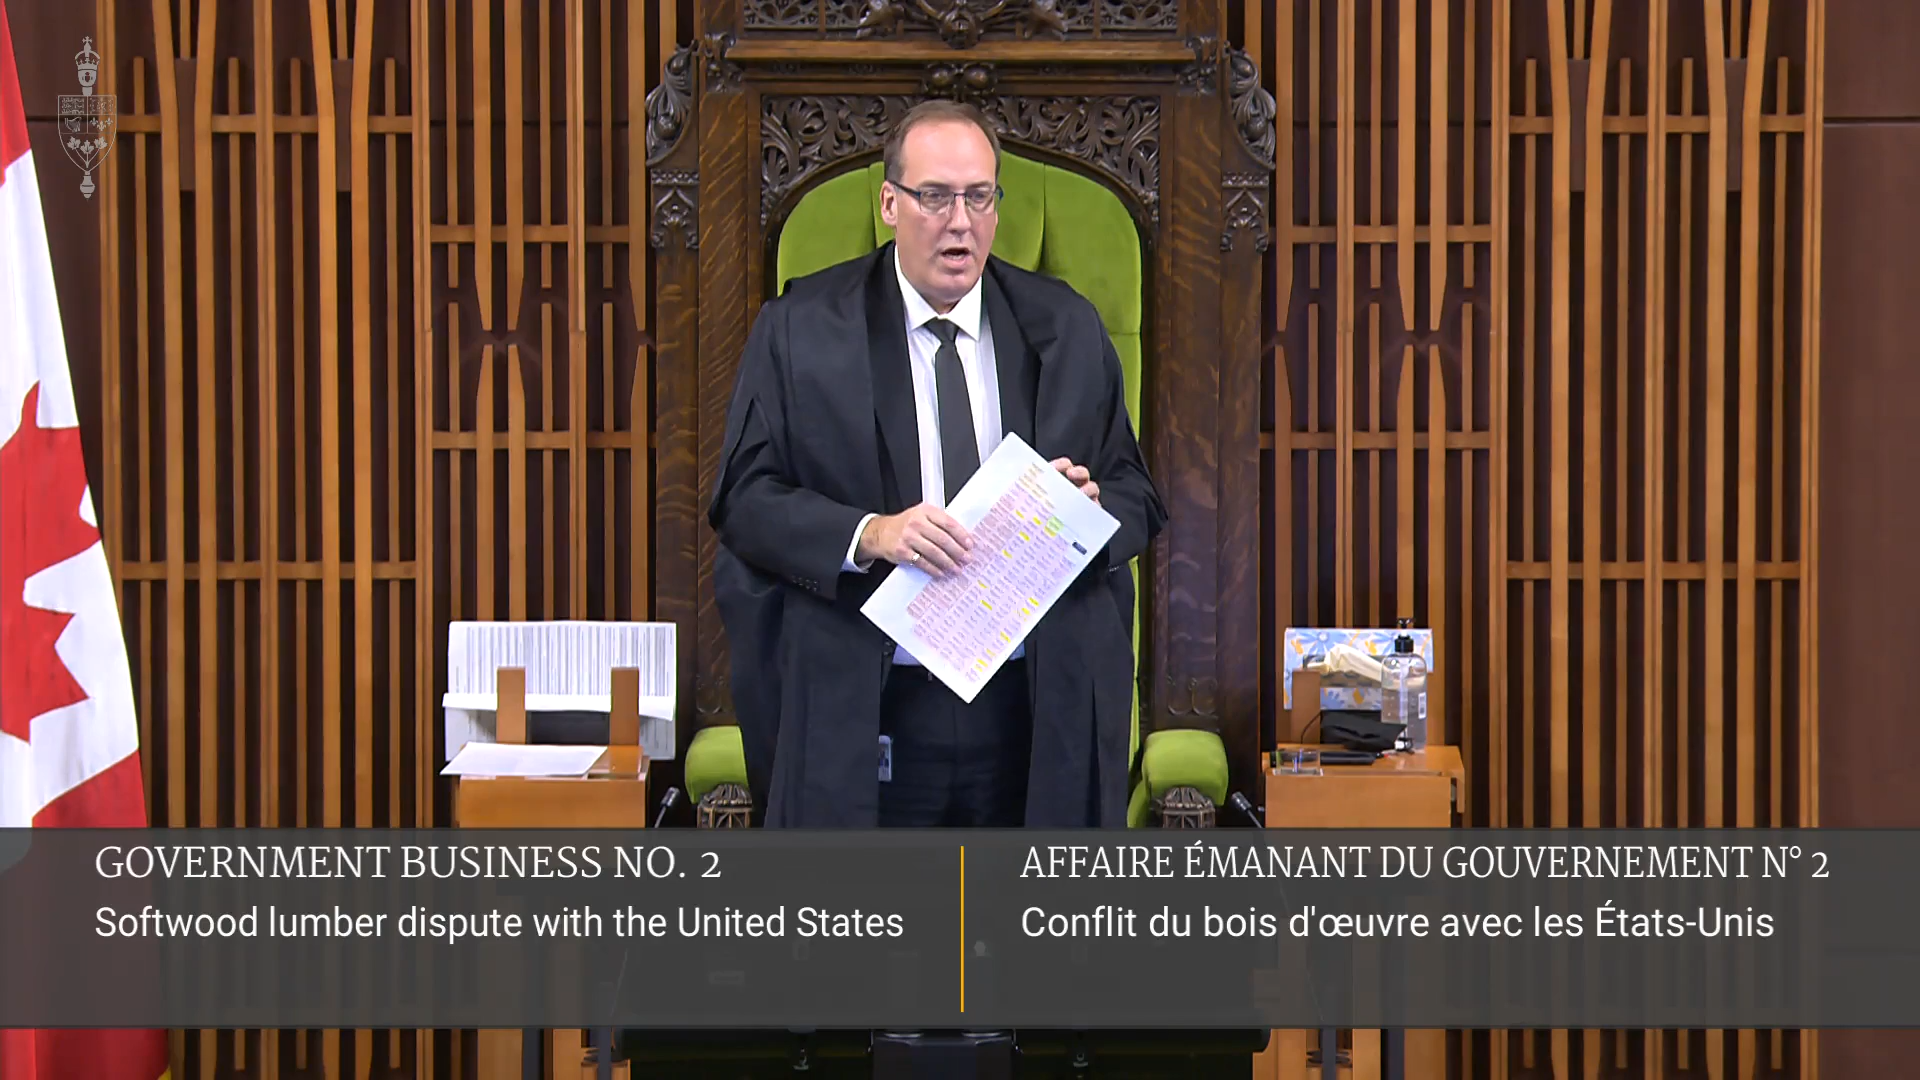 GOVERNMENT BUSINESS NO. 2
Softwood lumber dispute with the United States
AFFAIRE ÉMANANT DU GOUVERNEMENT N° 2
Conflit du bois d'œuvre avec les États-Unis